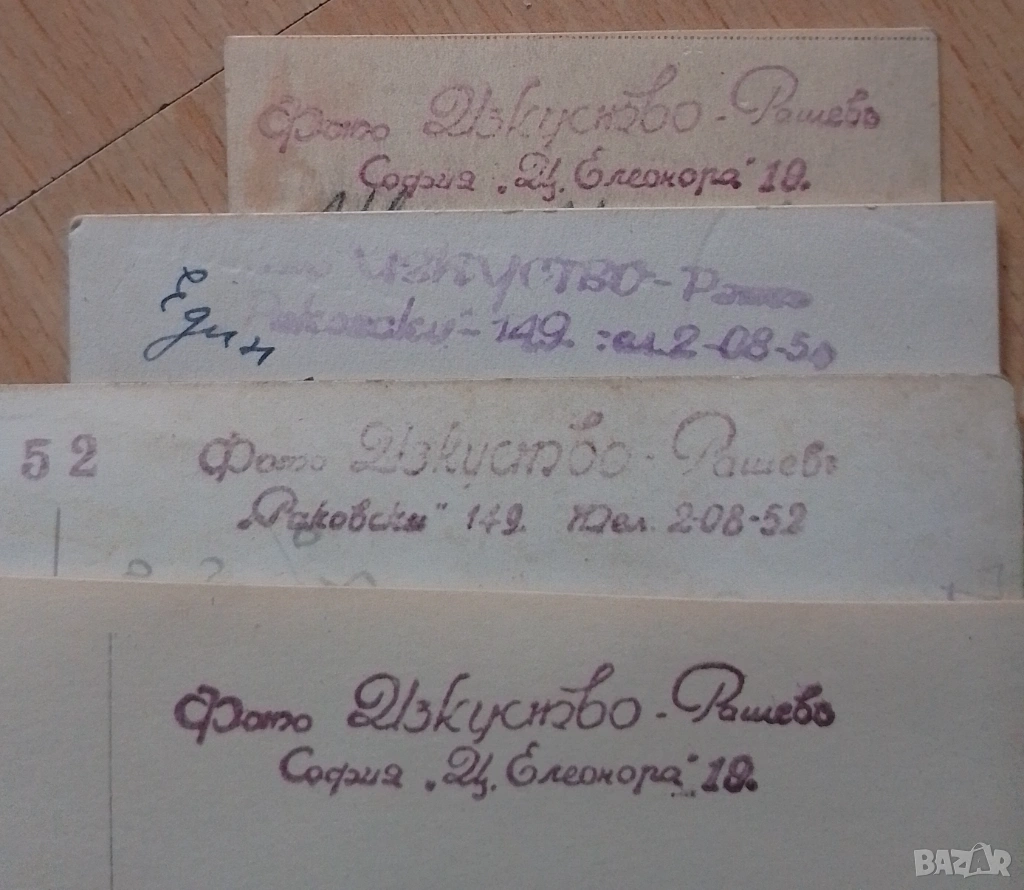 Фото Изкуство - Рашевъ
София „Ц. Елеонора" 19.
Изкуство -
Един
149. тел. 2-08-5
52
Фото Изкуство - Рашевъ
„Раковски" 149. Тел. 2-08-52
Фото Изкуство - Рашевъ
София „Ц. Елеонора" 19.
BAZAR